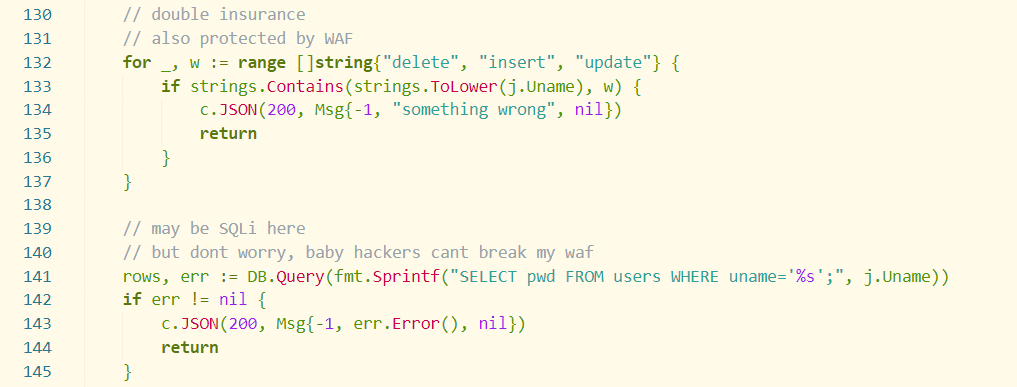 130 // double insurance
131 // also protected by WAF
132 for _, w := range []string{"delete", "insert", "update"} {
133 if strings.Contains(strings.ToLower(j.Uname), w) {
134 c.JSON(200, Msg{-1, "something wrong", nil})
135 return
136 }
137 }
138
139 // may be SQLi here
140 // but dont worry, baby hackers cant break my waf
141 rows, err := DB.Query(fmt.Sprintf("SELECT pwd FROM users WHERE uname='%s';", j.Uname))
142 if err != nil {
143 c.JSON(200, Msg{-1, err.Error(), nil})
144 return
145 }